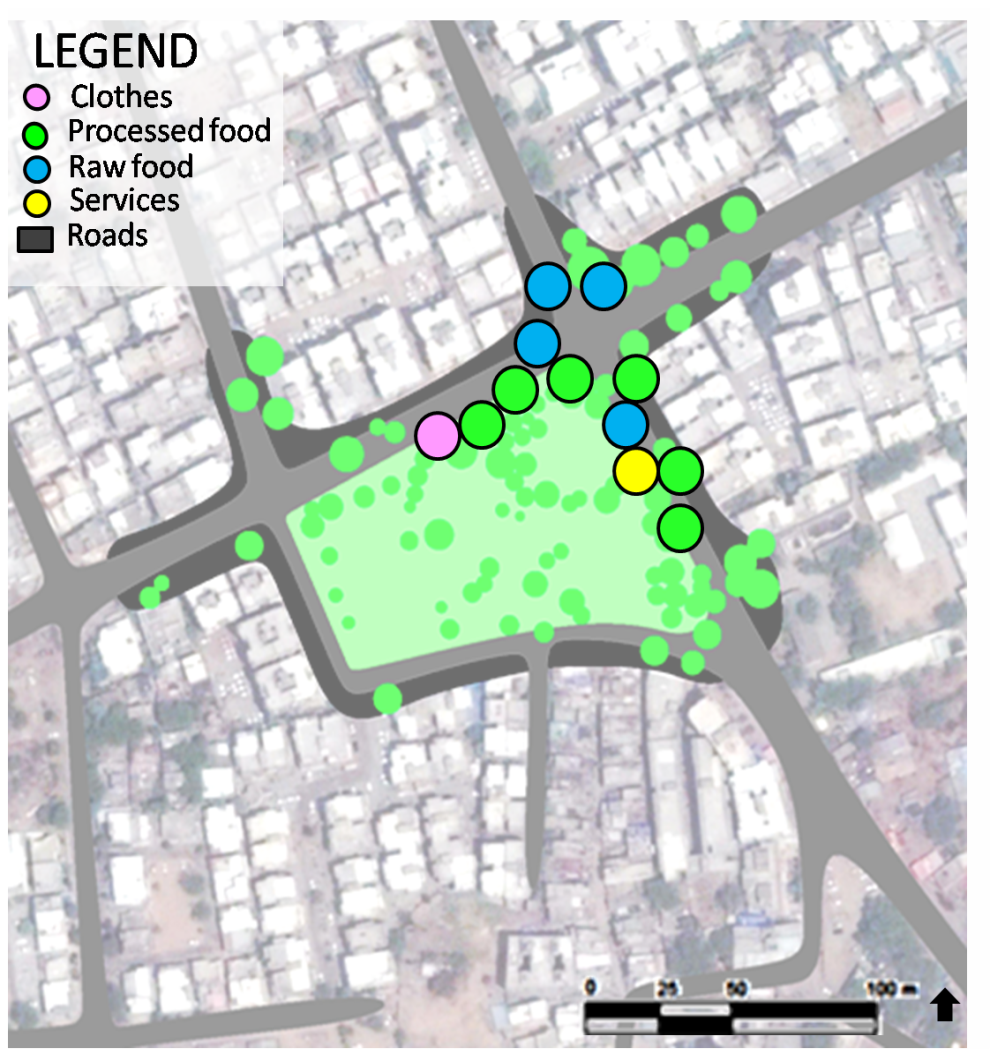 LEGEND
Clothes
Processed food
Raw food
Services
Roads
0 25 50 100 m